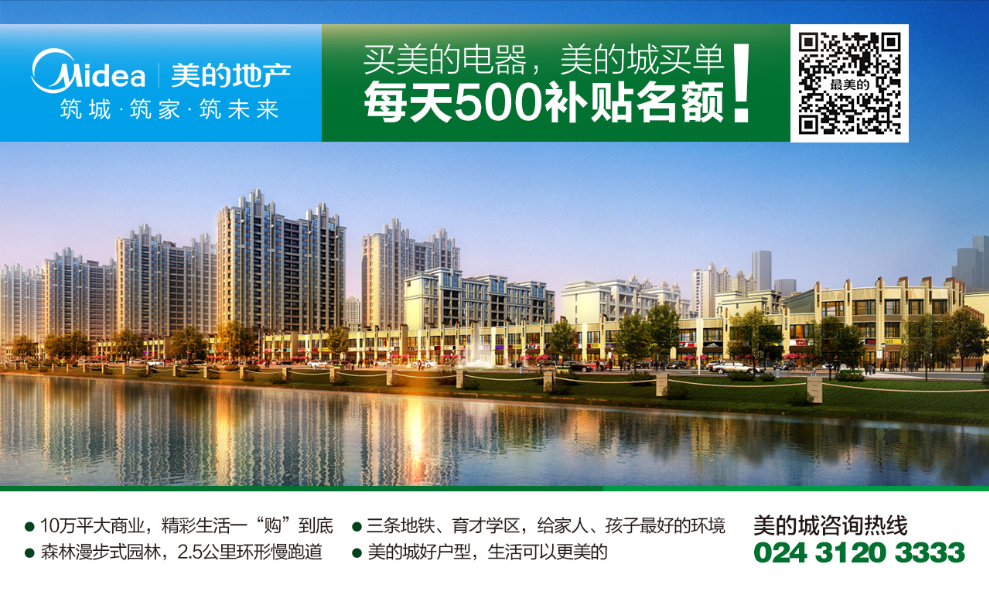 Midea 美的地产
筑城·筑家·筑未来
买美的电器，美的城买单
每天500补贴名额！
最美的
10万平大商业，精彩生活一“购”到底
森林漫步式园林，2.5公里环形慢跑道
三条地铁、育才学区，给家人、孩子最好的环境
美的城好户型，生活可以更美的
美的城咨询热线
024 3120 3333